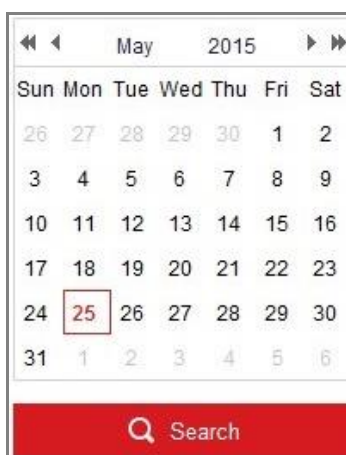 May 2015
Sun Mon Tue Wed Thu Fri Sat
26 27 28 29 30 1 2
3 4 5 6 7 8 9
10 11 12 13 14 15 16
17 18 19 20 21 22 23
24 25 26 27 28 29 30
31 1 2 3 4 5 6
Search